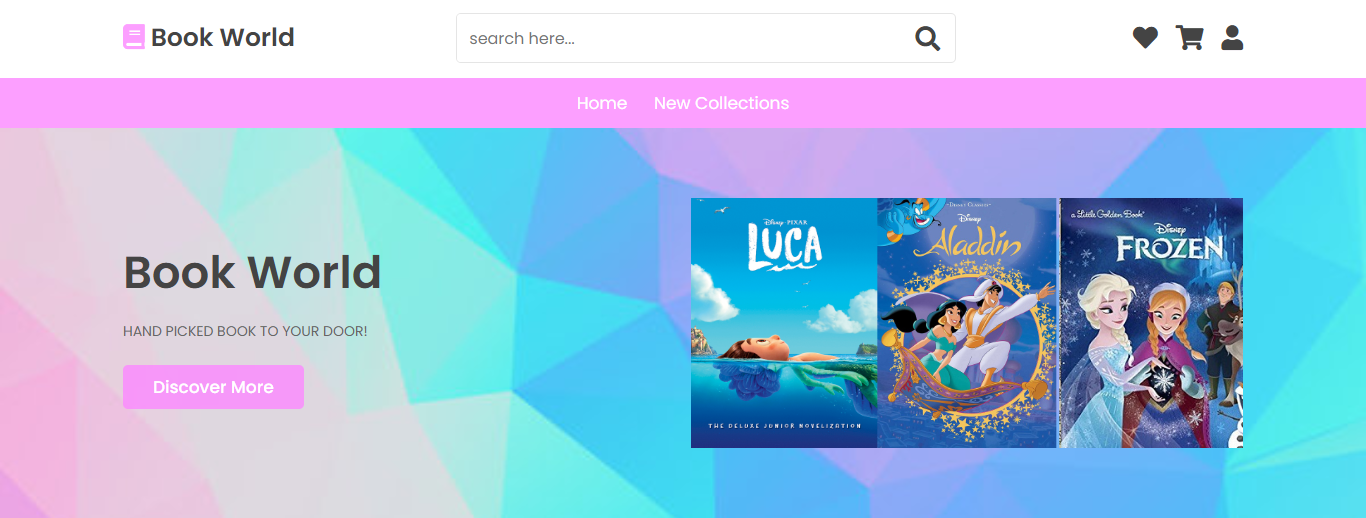 Book World
search here...
Home New Collections
Book World
HAND PICKED BOOK TO YOUR DOOR!
Discover More
Disney PIXAR
LUCA
THE DELUXE JUNIOR NOVELIZATION
DISNEY CLASSICS
Disney
Aladdin
a Little Golden Book
Disney
FROZEN